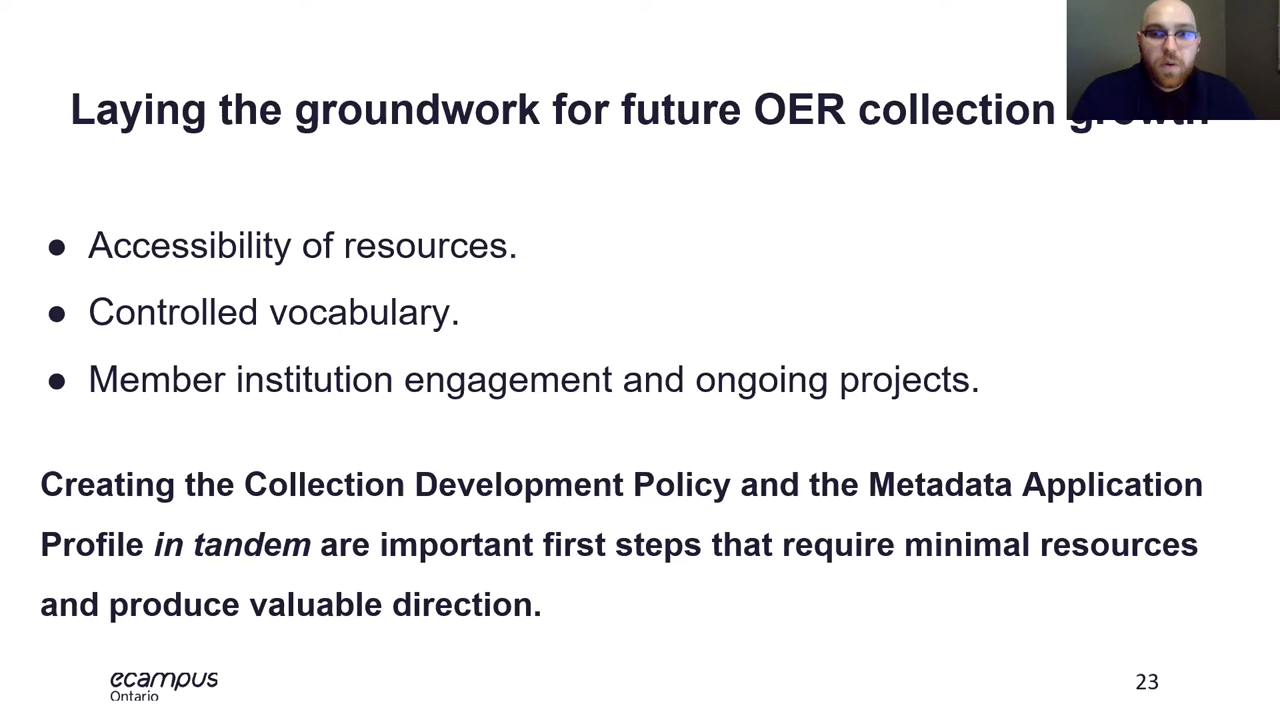 Laying the groundwork for future OER collection growth
● Accessibility of resources.
● Controlled vocabulary.
● Member institution engagement and ongoing projects.
Creating the Collection Development Policy and the Metadata Application
Profile in tandem are important first steps that require minimal resources
and produce valuable direction.
ecampus
Ontario
23